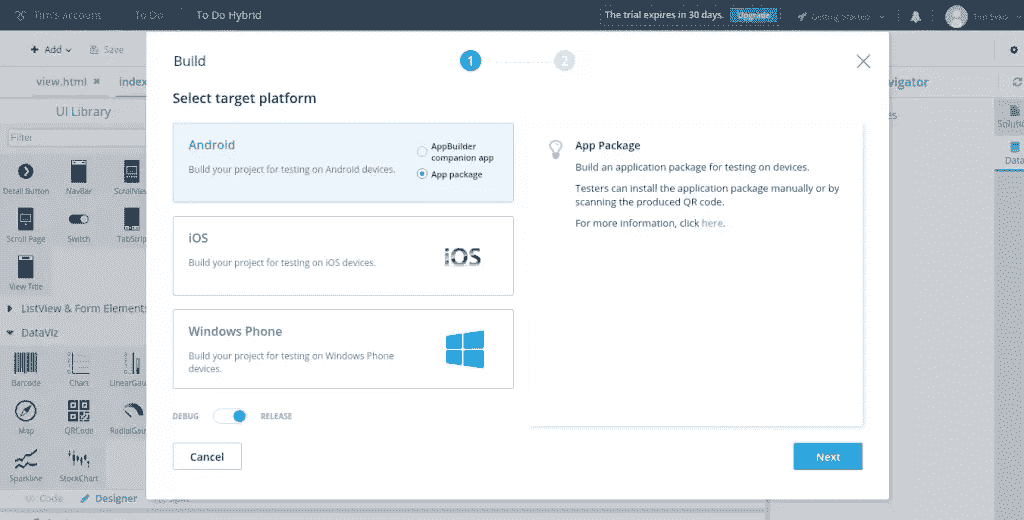 Tim's Account
To Do
To Do Hybrid
The trial expires in 30 days.
Upgrade
Getting Started
Add
Save
view.html
index
vigator
UI Library
Filter
Detail Button
NavBar
ScrollView
Scroll Page
Switch
TabStrip
View Title
ListView & Form Elements
DataViz
Barcode
Chart
LinearGau
Map
QRCode
RadialGau
Sparkline
StockChart
Code
Designer
Solutio
Data
Build
1
2
Select target platform
Android
Build your project for testing on Android devices.
AppBuilder
companion app
App package
iOS
Build your project for testing on iOS devices.
iOS
Windows Phone
Build your project for testing on Windows Phone
devices.
DEBUG
RELEASE
Cancel
App Package
Build an application package for testing on devices.
Testers can install the application package manually or by
scanning the produced QR code.
For more information, click here.
Next